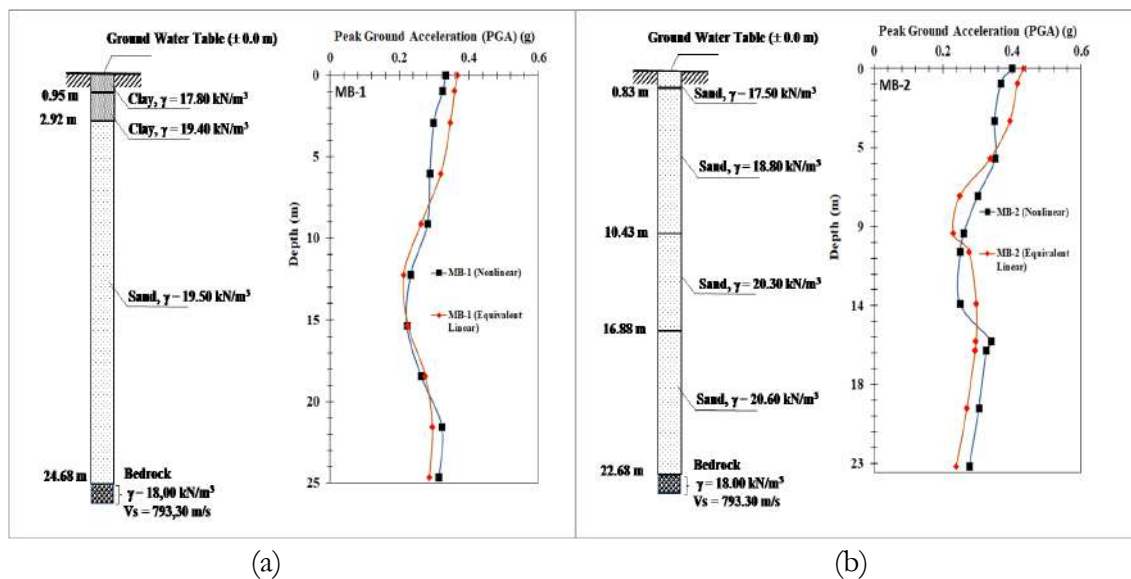 Ground Water Table (± 0.0 m)
0.95 m
Clay, γ = 17.80 kN/m³
2.92 m
Clay, γ = 19.40 kN/m³
Sand, γ = 19.50 kN/m³
24.68 m
Bedrock
γ = 18,00 kN/m³
Vs = 793,30 m/s
Peak Ground Acceleration (PGA) (g)
0 0.2 0.4 0.6
MB-1
0
5
10
15
20
25
Depth (m)
MB-1 (Nonlinear)
MB-1 (Equivalent
Linear)
(a)
Ground Water Table (± 0.0 m)
0.83 m
Sand, γ = 17.50 kN/m³
Sand, γ = 18.80 kN/m³
10.43 m
Sand, γ = 20.30 kN/m³
16.88 m
Sand, γ = 20.60 kN/m³
22.68 m
Bedrock
γ = 18.00 kN/m³
Vs = 793.30 m/s
Peak Ground Acceleration (PGA) (g)
0 0.2 0.4 0.6
MB-2
0
5
9
14
18
23
Depth (m)
MB-2 (Nonlinear)
MB-2 (Equivalent
Linear)
(b)